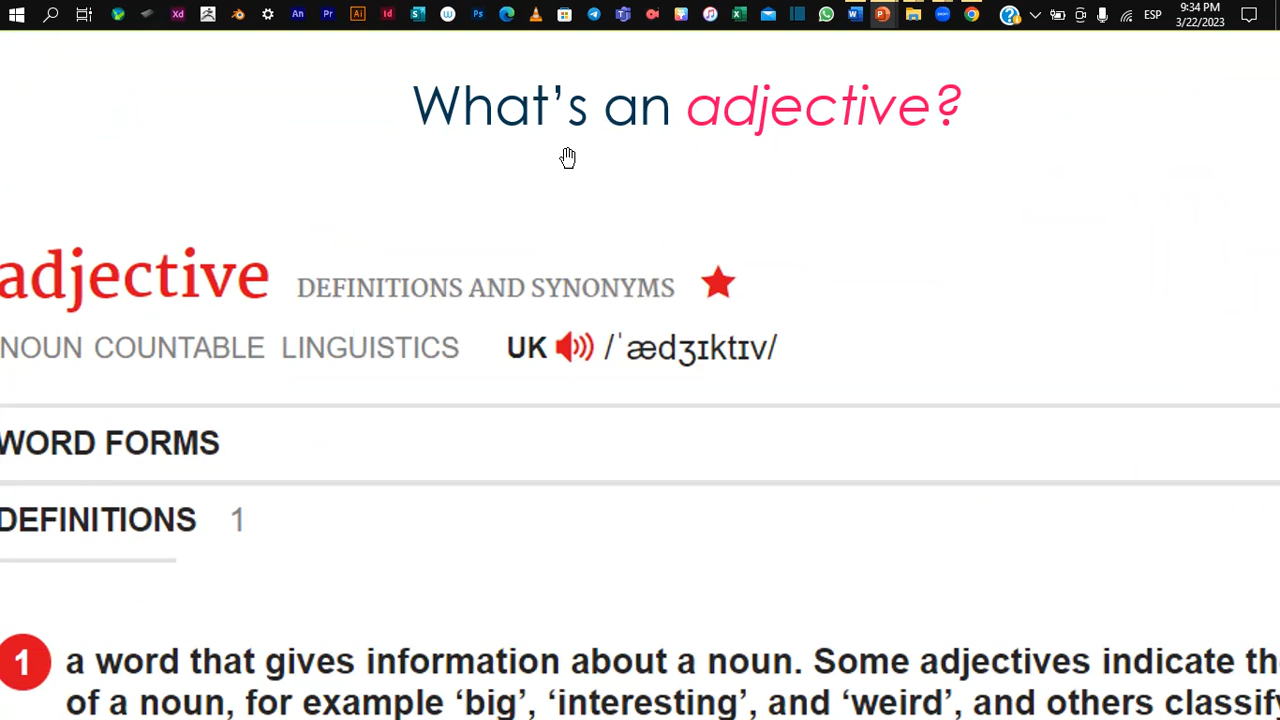 ESP
9:34 PM
3/22/2023
What's an adjective?
adjective DEFINITIONS AND SYNONYMS
NOUN COUNTABLE LINGUISTICS UK /ˈædʒɪktɪv/
WORD FORMS
DEFINITIONS 1
1 a word that gives information about a noun. Some adjectives indicate th
of a noun, for example ‘big’, ‘interesting’, and ‘weird’, and others classify